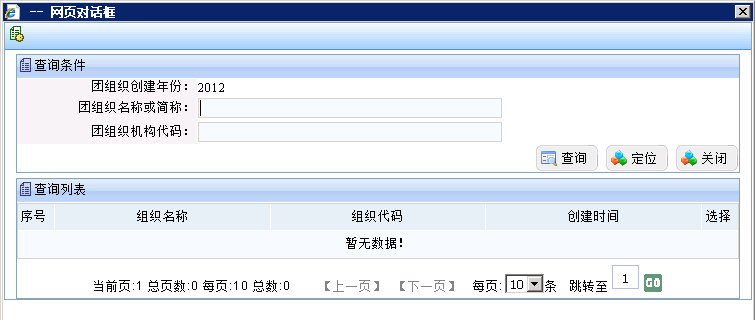 -- 网页对话框
查询条件
团组织创建年份：2012
团组织名称或简称：
团组织机构代码：
查询 定位 关闭
查询列表
序号 组织名称 组织代码 创建时间 选择
暂无数据！
当前页:1 总页数:0 每页:10 总数:0 【上一页】 【下一页】 每页: 10 条 跳转至 1 GO